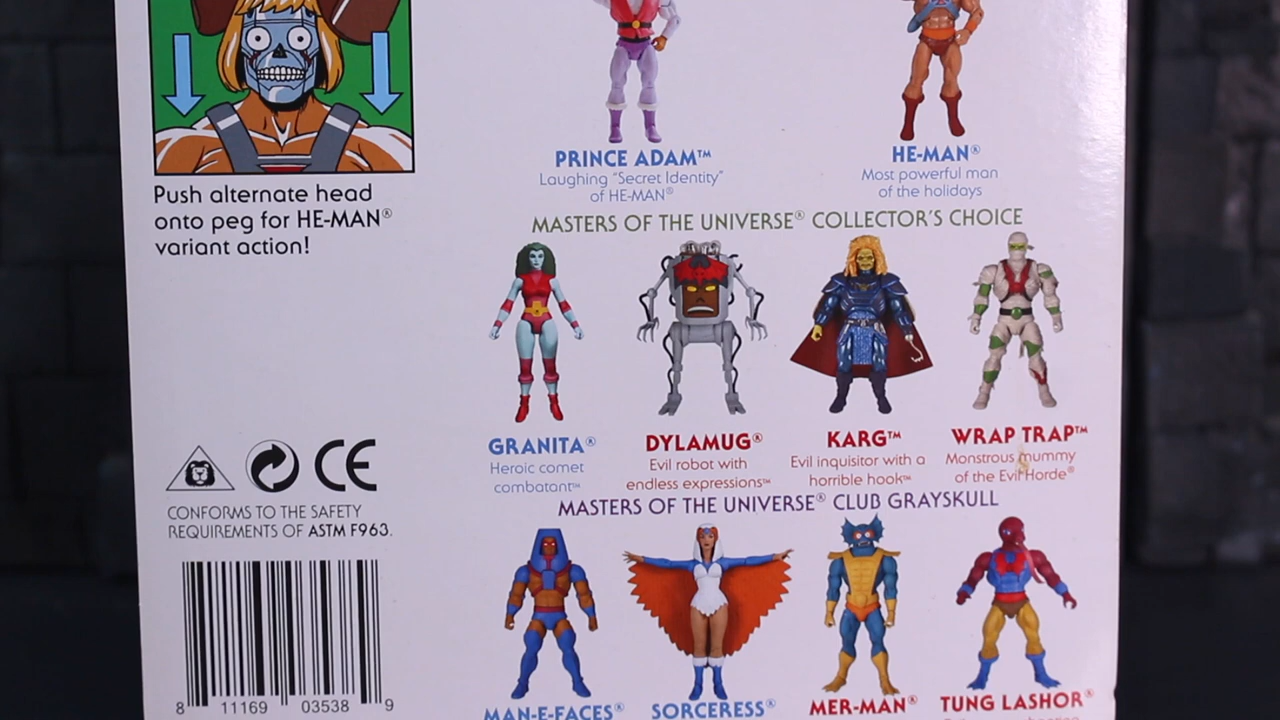 Push alternate head
onto peg for HE-MAN®
variant action!
CE
CONFORMS TO THE SAFETY
REQUIREMENTS OF ASTM F963.
8 11169 03538 9
PRINCE ADAM™
Laughing "Secret Identity"
of HE-MAN®
HE-MAN®
Most powerful man
of the holidays
MASTERS OF THE UNIVERSE® COLLECTOR'S CHOICE
GRANITA®
Heroic comet
combatant™
DYLAMUG®
Evil robot with
endless expressions™
KARG™
Evil inquisitor with a
horrible hook™
WRAP TRAP™
Monstrous mummy
of the Evil Horde®
MASTERS OF THE UNIVERSE® CLUB GRAYSKULL
MAN-E-FACES®
SORCERESS®
MER-MAN®
TUNG LASHOR®